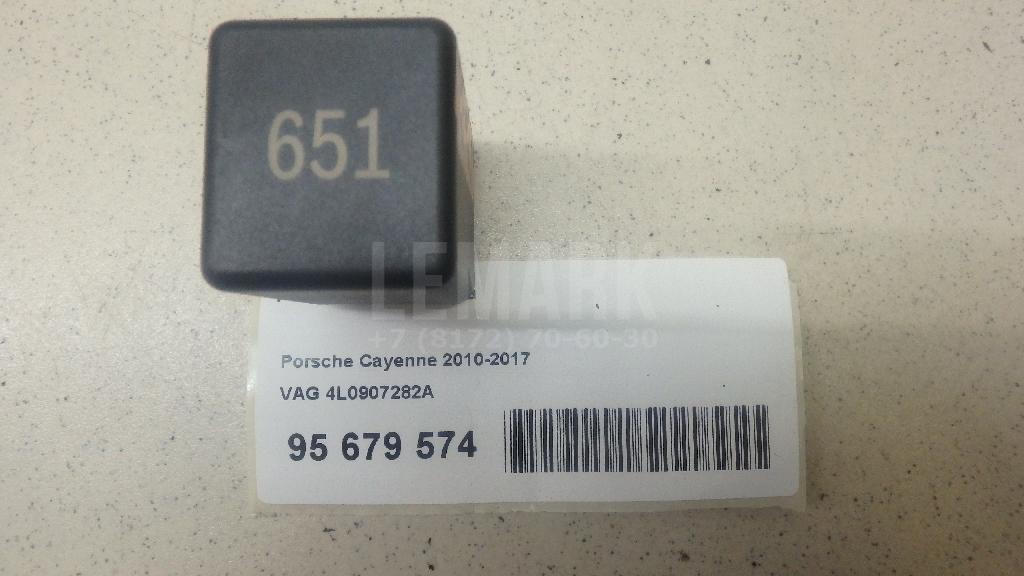 651
LEMARK
+7 (8172) 70-60-30
Porsche Cayenne 2010-2017
VAG 4L0907282A
95 679 574